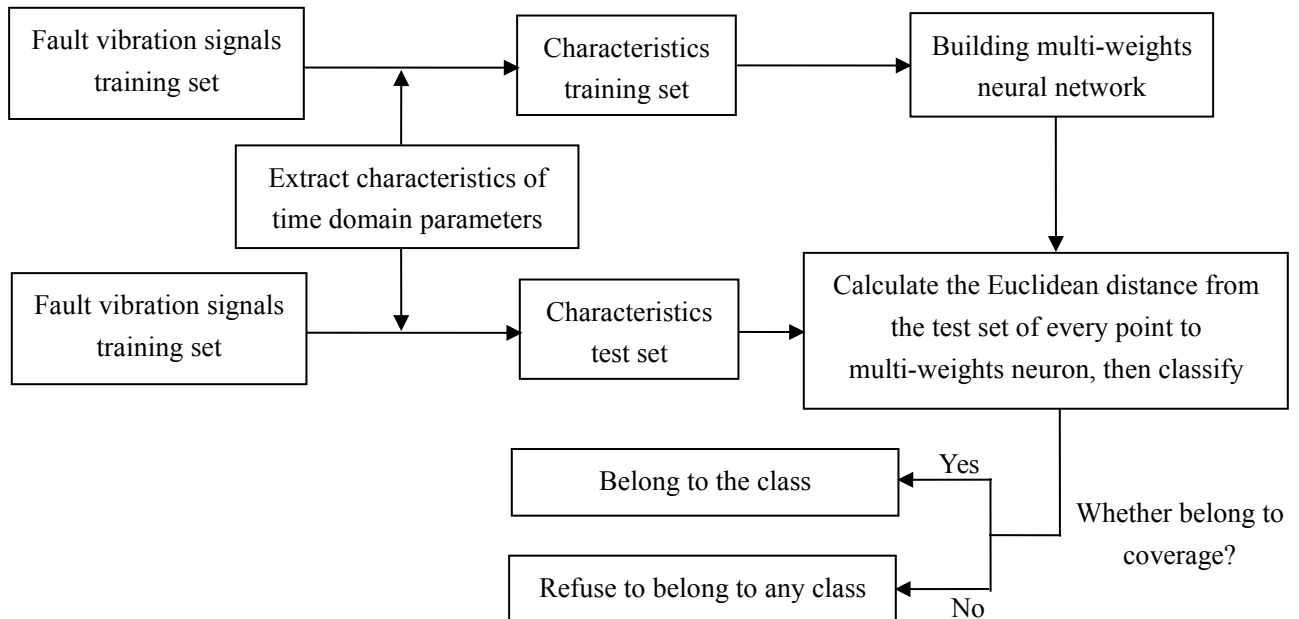 Fault vibration signals
training set
Characteristics
training set
Building multi-weights
neural network
Extract characteristics of
time domain parameters
Fault vibration signals
training set
Characteristics
test set
Calculate the Euclidean distance from
the test set of every point to
multi-weights neuron, then classify
Belong to the class
Yes
Whether belong to
coverage?
Refuse to belong to any class
No